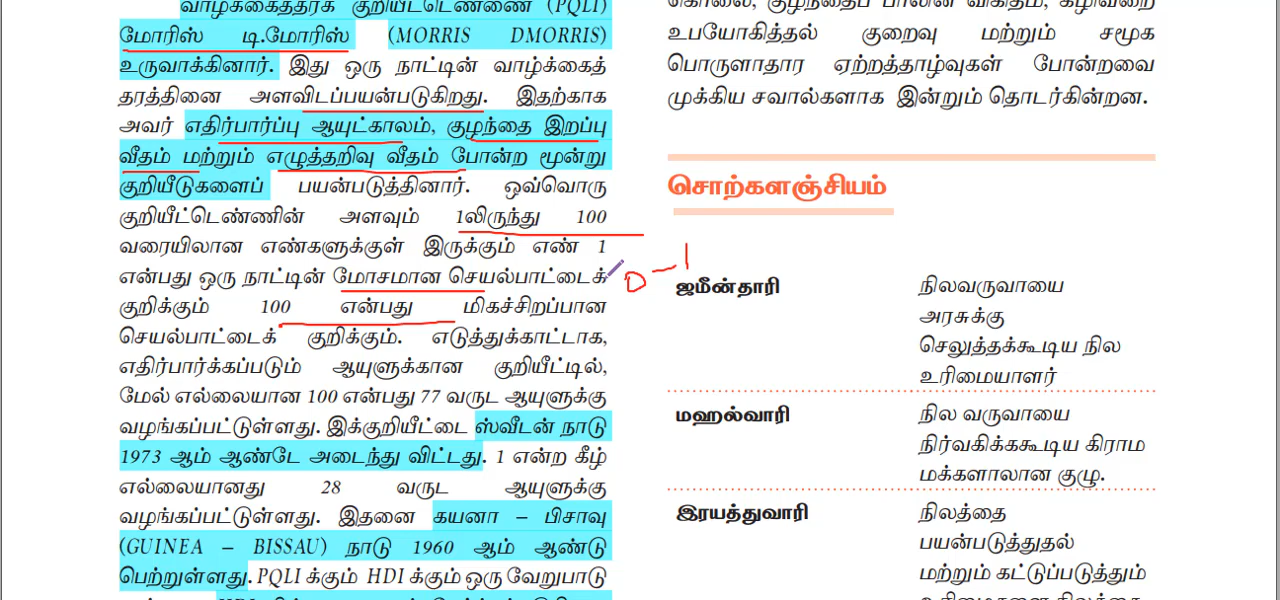 வாழ்க்கைத்தரக் குறியீட்டெண்ணை (PQLI)
மோரிஸ் டி.மோரிஸ் (MORRIS DMORRIS)
உருவாக்கினார். இது ஒரு நாட்டின் வாழ்க்கைத்
தரத்தினை அளவிடப்பயன்படுகிறது. இதற்காக
அவர் எதிர்பார்ப்பு ஆயுட்காலம், குழந்தை இறப்பு
வீதம் மற்றும் எழுத்தறிவு வீதம் போன்ற மூன்று
குறியீடுகளைப் பயன்படுத்தினார். ஒவ்வொரு
குறியீட்டெண்ணின் அளவும் 1லிருந்து 100
வரையிலான எண்களுக்குள் இருக்கும் எண் 1
என்பது ஒரு நாட்டின் மோசமான செயல்பாட்டைக்
குறிக்கும் 100 என்பது மிகச்சிறப்பான
செயல்பாட்டைக் குறிக்கும். எடுத்துக்காட்டாக,
எதிர்பார்க்கப்படும் ஆயுளுக்கான குறியீட்டில்,
மேல் எல்லையான 100 என்பது 77 வருட ஆயுளுக்கு
வழங்கப்பட்டுள்ளது. இக்குறியீட்டை ஸ்வீடன் நாடு
1973 ஆம் ஆண்டே அடைந்து விட்டது. 1 என்ற கீழ்
எல்லையானது 28 வருட ஆயுளுக்கு
வழங்கப்பட்டுள்ளது. இதனை கயனா – பிசாவு
(GUINEA – BISSAU) நாடு 1960 ஆம் ஆண்டு
பெற்றுள்ளது. PQLI க்கும் HDI க்கும் ஒரு வேறுபாடு
கொலை, குழந்தைப் பாலின விகிதம், கழிவறை
உபயோகித்தல் குறைவு மற்றும் சமூக
பொருளாதார ஏற்றத்தாழ்வுகள் போன்றவை
முக்கிய சவால்களாக இன்றும் தொடர்கின்றன.
சொற்களஞ்சியம்
D – 1
ஜமீன்தாரி நிலவருவாயை
அரசுக்கு
செலுத்தக்கூடிய நில
உரிமையாளர்
மஹல்வாரி நில வருவாயை
நிர்வகிக்ககூடிய கிராம
மக்களாலான குழு.
இரயத்துவாரி நிலத்தை
பயன்படுத்துதல்
மற்றும் கட்டுப்படுத்தும்